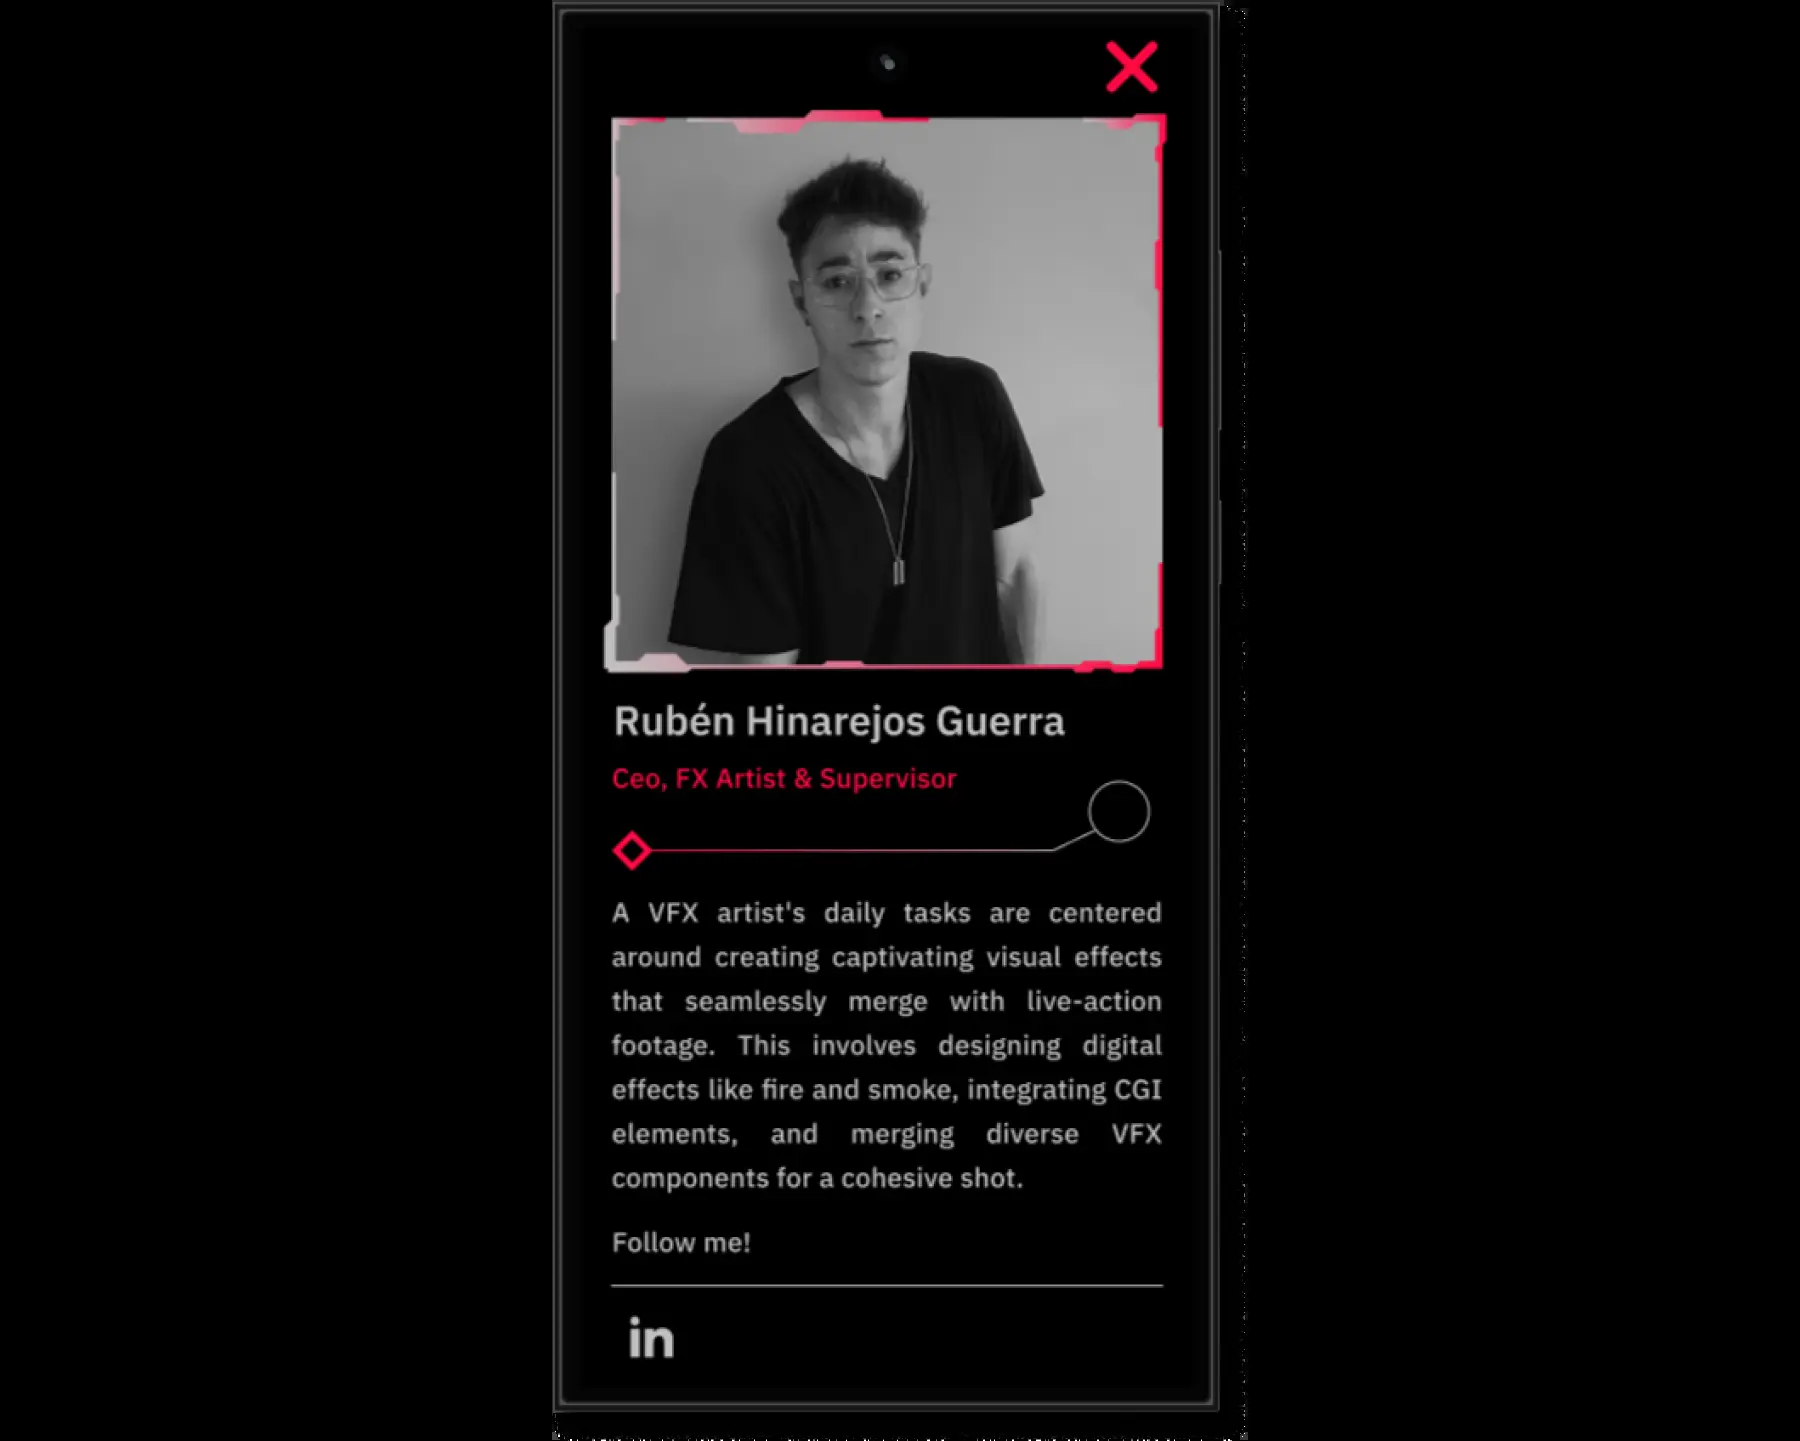 Rubén Hinarejos Guerra
Ceo, FX Artist & Supervisor
A VFX artist's daily tasks are centered
around creating captivating visual effects
that seamlessly merge with live-action
footage. This involves designing digital
effects like fire and smoke, integrating CGI
elements, and merging diverse VFX
components for a cohesive shot.
Follow me!
in